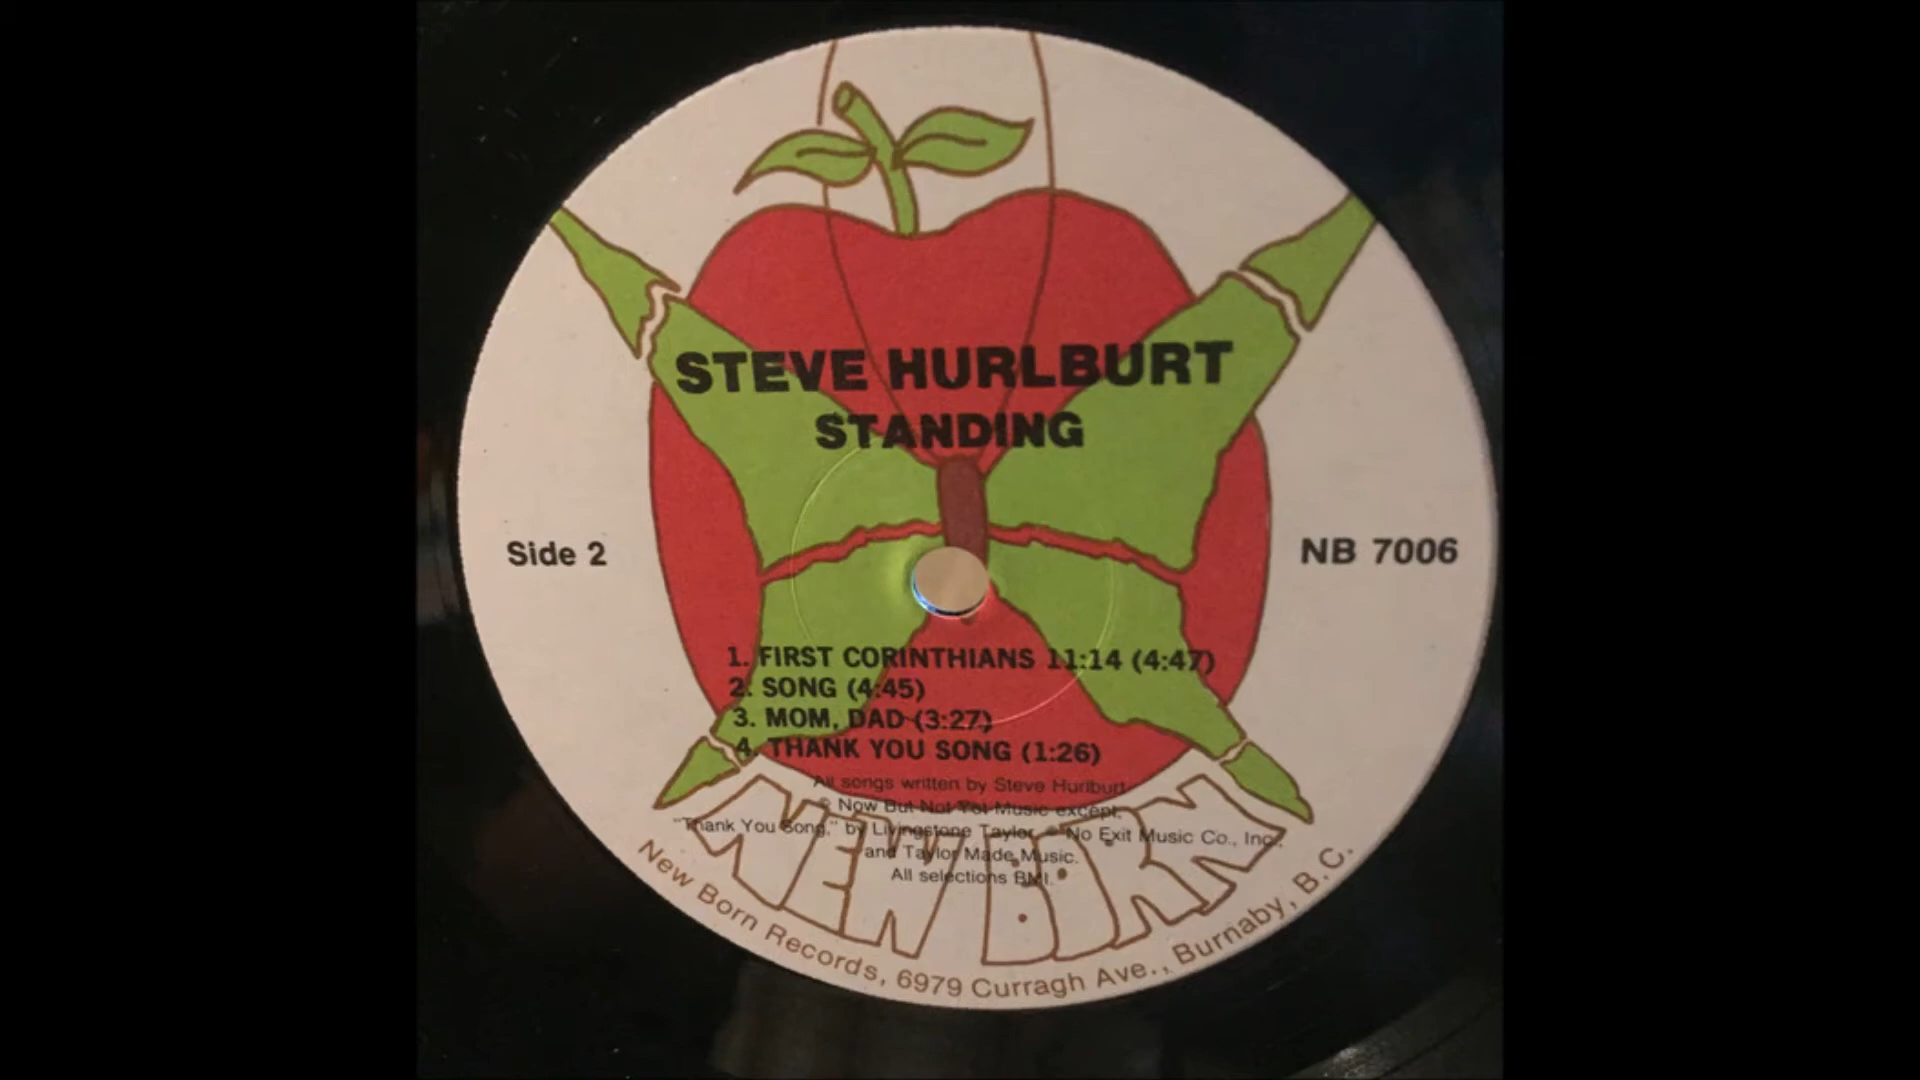 STEVE HURLBURT
STANDING
Side 2
NB 7006
1. FIRST CORINTHIANS 11:14 (4:47)
2. SONG (4:45)
3. MOM, DAD (3:27)
4. THANK YOU SONG (1:26)
All songs written by Steve Hurlburt
© Now But Not Yet Music except;
"Thank You Song," by Livingstone Taylor © No Exit Music Co., Inc.,
and Taylor Made Music.
All selections BMI.
NEW BORN
New Born Records, 6979 Curragh Ave., Burnaby, B.C.